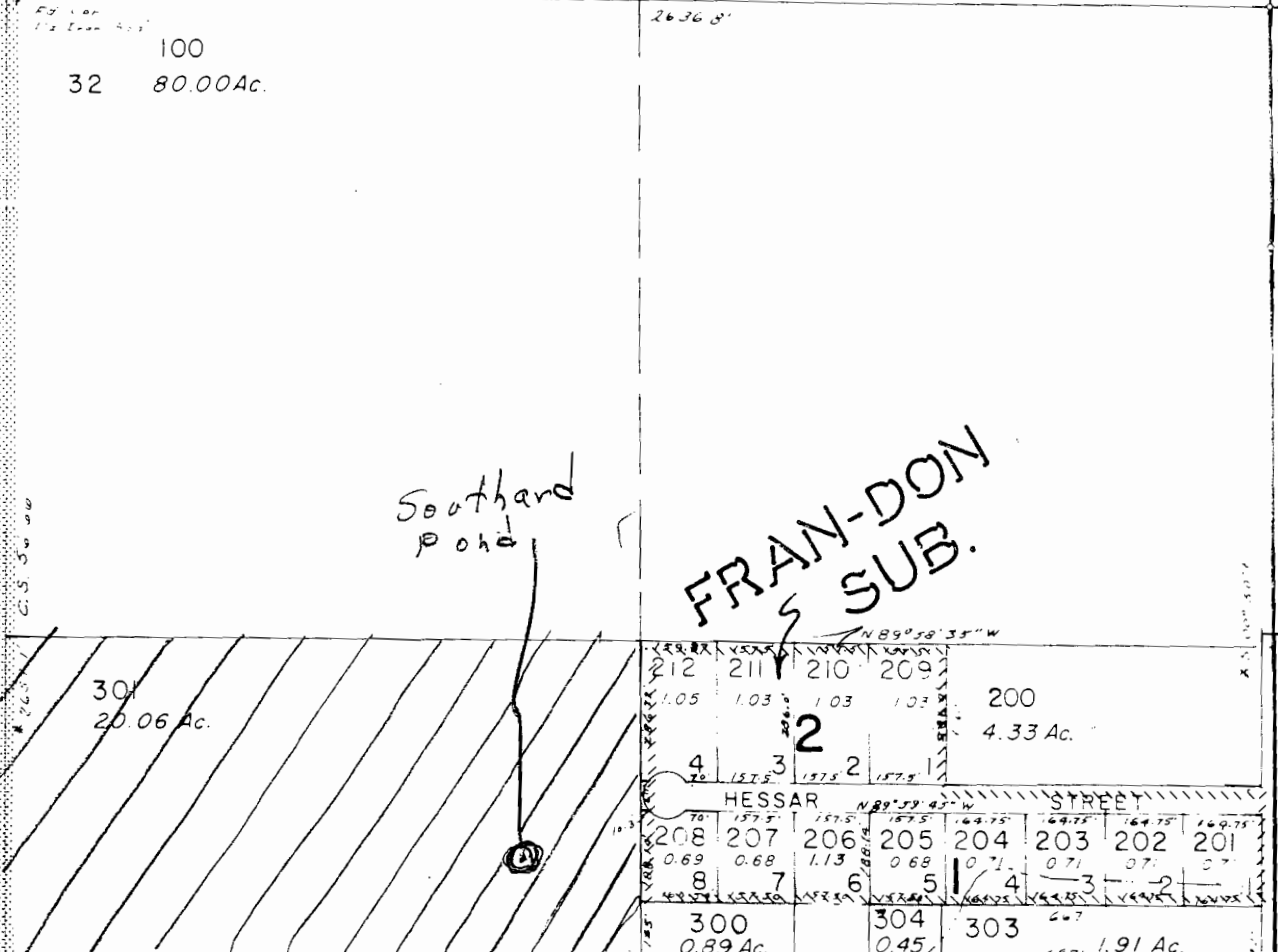 2636.8'
100
32 80.00Ac.
Southard
Pond
FRAN-DON
SUB.
N 89° 58' 35" W
301
20.06 Ac.
212 211 210 209
1.05 1.03 1.03 1.03
200
4.33 Ac.
2
4 3 2 1
70' 157.5' 157.5' 157.5'
HESSAR STREET
N 89° 59' 45" W
70' 157.5' 157.5' 157.5' 164.75' 164.75' 164.75' 164.75'
208 207 206 205 204 203 202 201
0.69 0.68 1.13 0.68 0.71 0.71
1
8 7 6 5 4 3 2
300 304 303
0.89 Ac. 0.45 1.91 Ac.